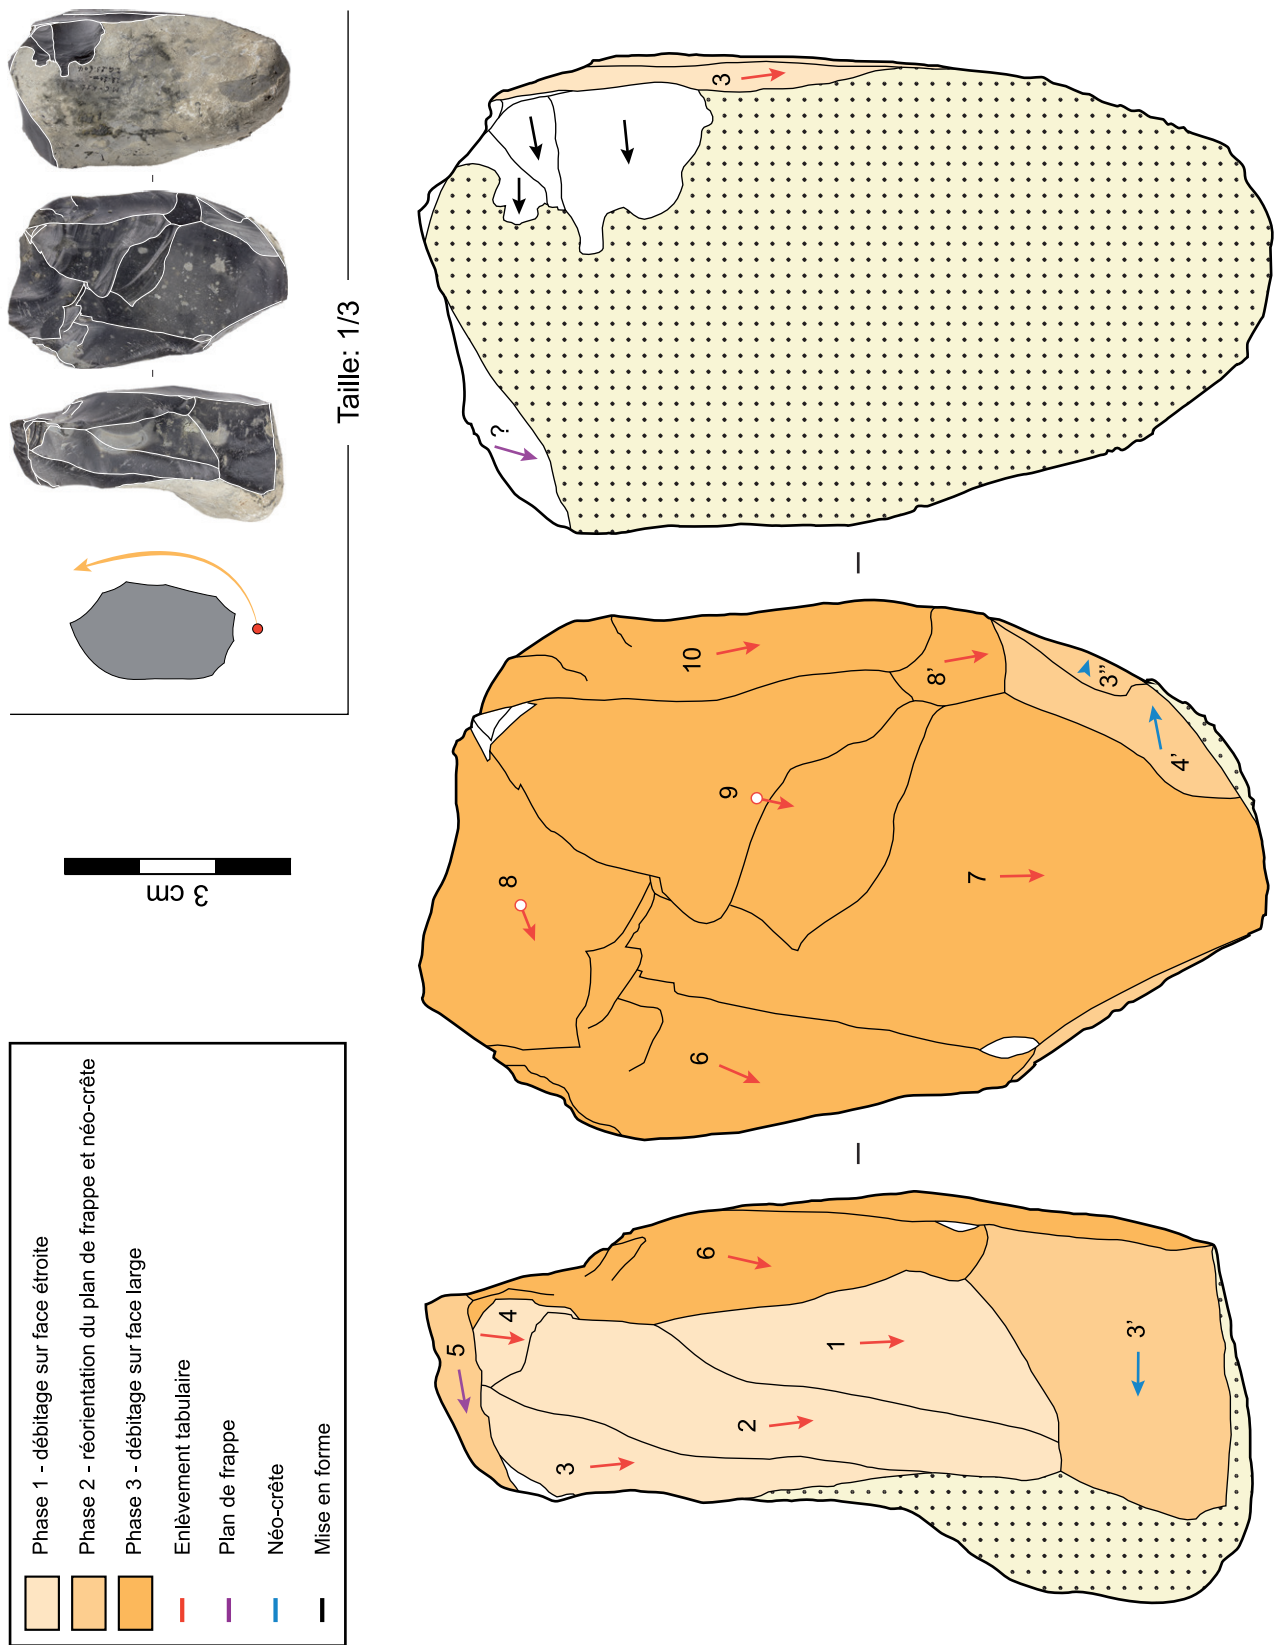 Taille: 1/3
3 cm
Phase 1 - débitage sur face étroite
Phase 2 - réorientation du plan de frappe et néo-crête
Phase 3 - débitage sur face large
Enlèvement tabulaire
Plan de frappe
Néo-crête
Mise en forme
3
?
10
8'
3''
4'
9
8
7
6
6
5
4
1
2
3
3'